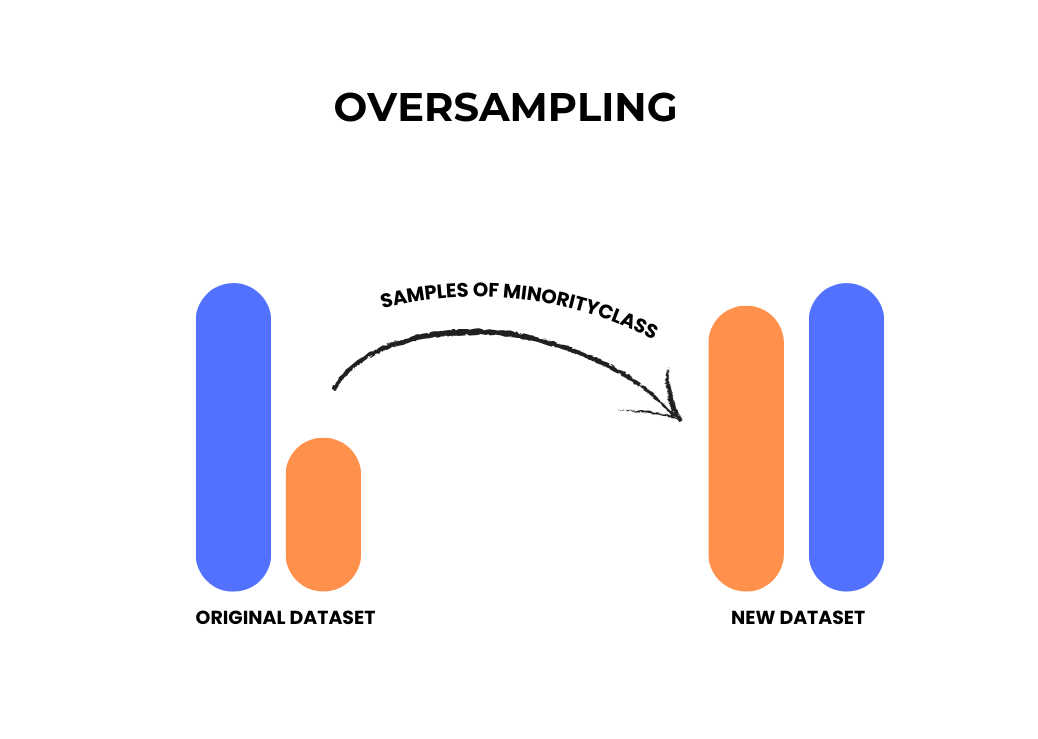 OVERSAMPLING
SAMPLES OF MINORITYCLASS
ORIGINAL DATASET
NEW DATASET